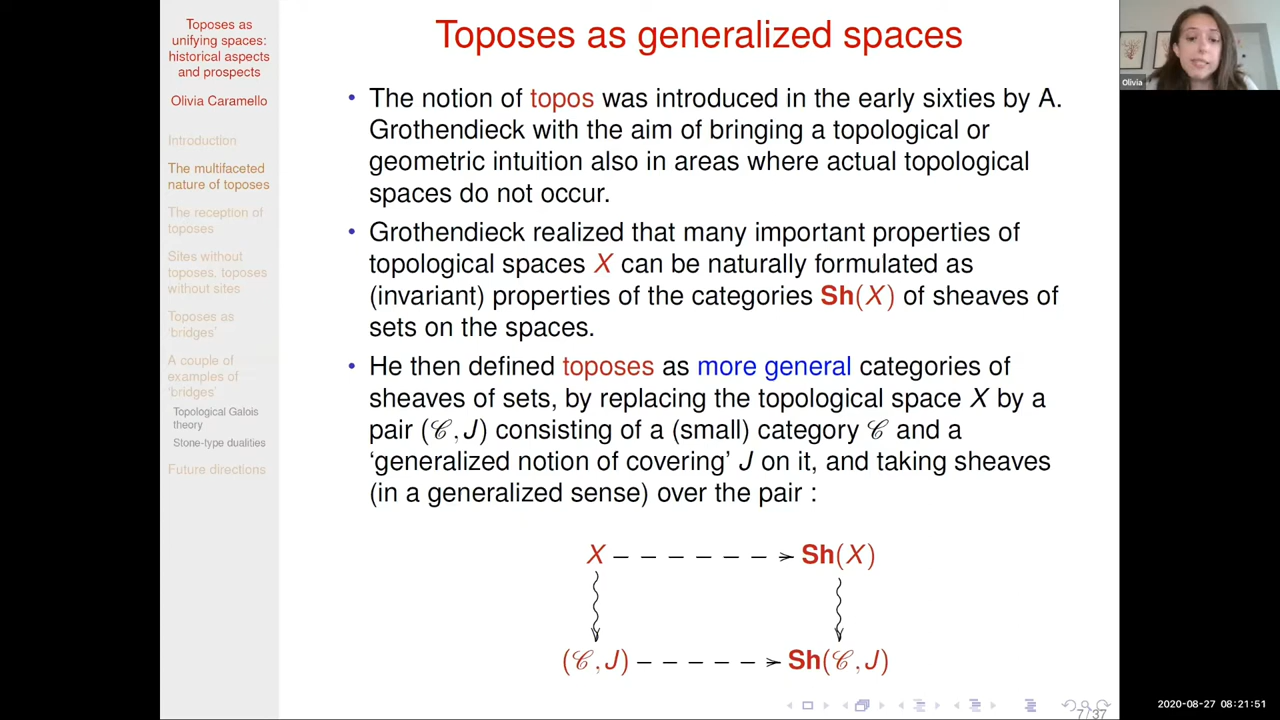 Toposes as
unifying spaces:
historical aspects
and prospects
Olivia Caramello
Introduction
The multifaceted
nature of toposes
The reception of
toposes
Sites without
toposes, toposes
without sites
Toposes as
‘bridges’
A couple of
examples of
‘bridges’
Topological Galois
theory
Stone-type dualities
Future directions
Toposes as generalized spaces
• The notion of topos was introduced in the early sixties by A.
Grothendieck with the aim of bringing a topological or
geometric intuition also in areas where actual topological
spaces do not occur.
• Grothendieck realized that many important properties of
topological spaces X can be naturally formulated as
(invariant) properties of the categories Sh(X) of sheaves of
sets on the spaces.
• He then defined toposes as more general categories of
sheaves of sets, by replacing the topological space X by a
pair (𝒞, J) consisting of a (small) category 𝒞 and a
‘generalized notion of covering’ J on it, and taking sheaves
(in a generalized sense) over the pair :
X Sh(X)
(𝒞, J) Sh(𝒞, J)
7/37
Olivia
2020-08-27 08:21:51